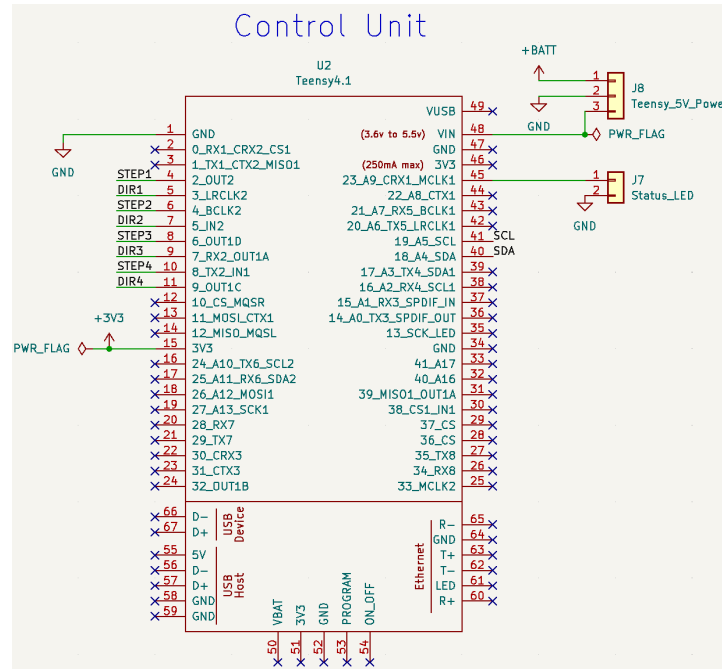 Control Unit
U2
Teensy4.1
+BATT
J8
Teensy_5V_Powe
1
2
3
GND
PWR_FLAG
J7
Status_LED
1
2
GND
GND
1 GND
2 0_RX1_CRX2_CS1
3 1_TX1_CTX2_MISO1
STEP1 4 2_OUT2
DIR1 5 3_LRCLK2
STEP2 6 4_BCLK2
DIR2 7 5_IN2
STEP3 8 6_OUT1D
DIR3 9 7_RX2_OUT1A
STEP4 10 8_TX2_IN1
DIR4 11 9_OUT1C
12 10_CS_MQSR
13 11_MOSI_CTX1
14 12_MISO_MQSL
+3V3
PWR_FLAG
15 3V3
16 24_A10_TX6_SCL2
17 25_A11_RX6_SDA2
18 26_A12_MOSI1
19 27_A13_SCK1
20 28_RX7
21 29_TX7
22 30_CRX3
23 31_CTX3
24 32_OUT1B
VUSB 49
(3.6v to 5.5v) VIN 48
GND 47
(250mA max) 3V3 46
23_A9_CRX1_MCLK1 45
22_A8_CTX1 44
21_A7_RX5_BCLK1 43
20_A6_TX5_LRCLK1 42
19_A5_SCL 41 SCL
18_A4_SDA 40 SDA
17_A3_TX4_SDA1 39
16_A2_RX4_SCL1 38
15_A1_RX3_SPDIF_IN 37
14_A0_TX3_SPDIF_OUT 36
13_SCK_LED 35
GND 34
41_A17 33
40_A16 32
39_MISO1_OUT1A 31
38_CS1_IN1 30
37_CS 29
36_CS 28
35_TX8 27
34_RX8 26
33_MCLK2 25
66 D-
67 D+
USB
Device
55 5V
56 D-
57 D+
58 GND
59 GND
USB
Host
R- 65
GND 64
T+ 63
T- 62
LED 61
R+ 60
Ethernet
VBAT 50
3V3 51
GND 52
PROGRAM 53
ON_OFF 54